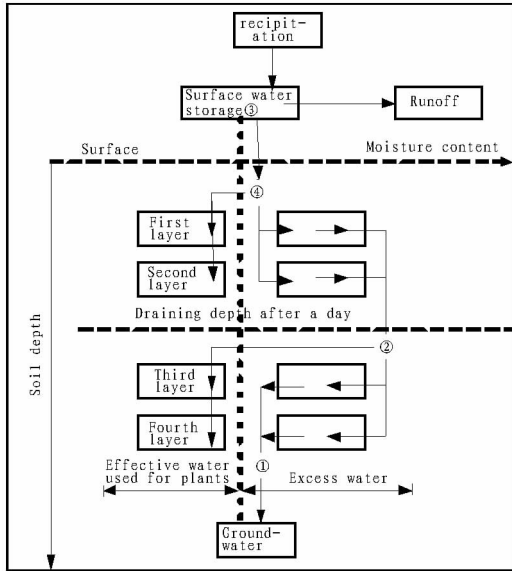 recipit-
ation
Surface water
storage③
Runoff
Surface
Moisture content
④
First
layer
Second
layer
Draining depth after a day
②
Third
layer
Fourth
layer
①
Effective water
used for plants
Excess water
Ground-
water
Soil depth